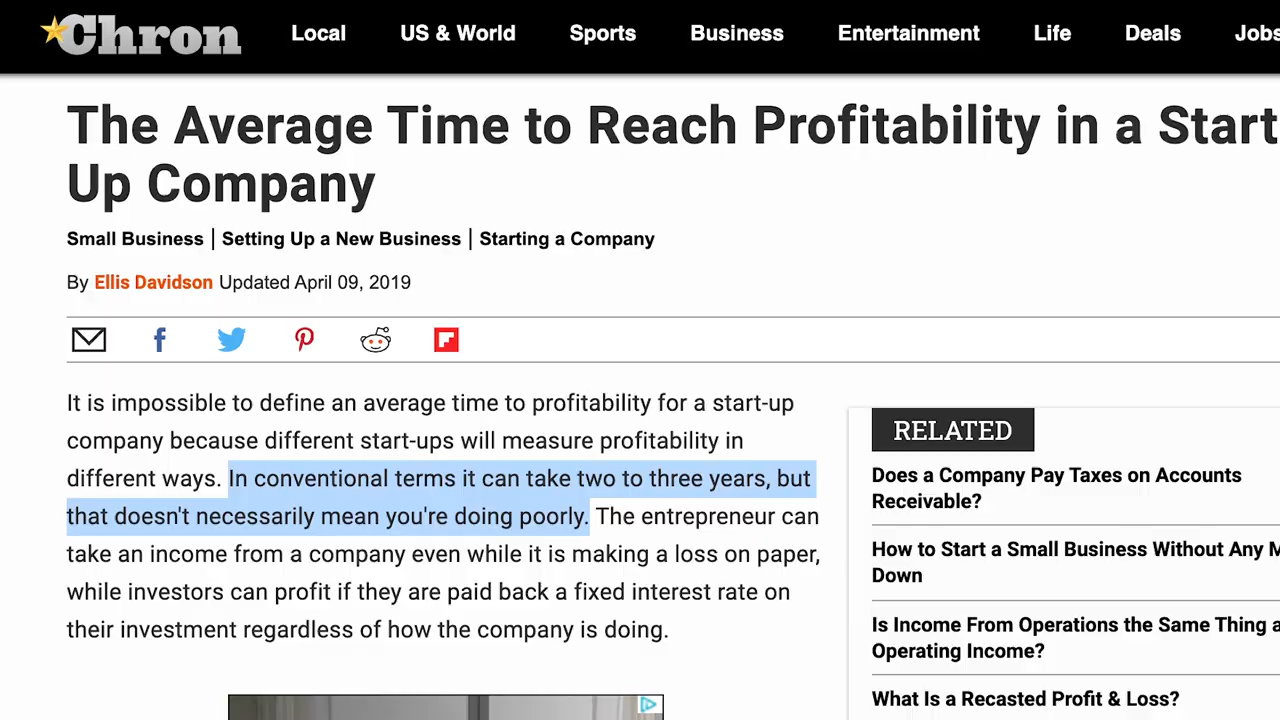 Chron Local US & World Sports Business Entertainment Life Deals Jobs
The Average Time to Reach Profitability in a Start
Up Company
Small Business | Setting Up a New Business | Starting a Company
By Ellis Davidson Updated April 09, 2019
It is impossible to define an average time to profitability for a start-up
company because different start-ups will measure profitability in
different ways. In conventional terms it can take two to three years, but
that doesn't necessarily mean you're doing poorly. The entrepreneur can
take an income from a company even while it is making a loss on paper,
while investors can profit if they are paid back a fixed interest rate on
their investment regardless of how the company is doing.
RELATED
Does a Company Pay Taxes on Accounts
Receivable?
How to Start a Small Business Without Any
Down
Is Income From Operations the Same Thing
Operating Income?
What Is a Recasted Profit & Loss?